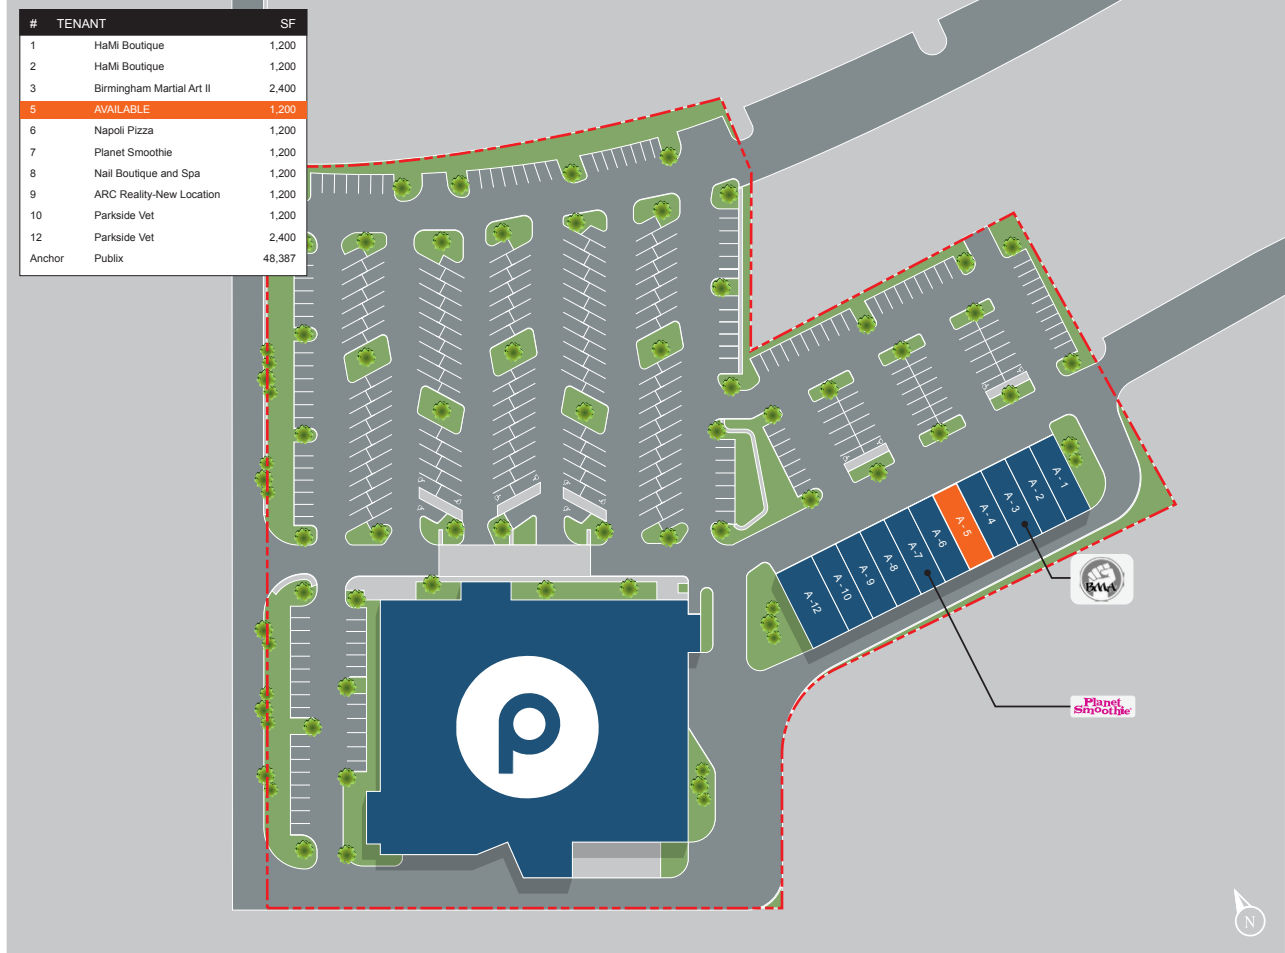 # TENANT SF
1 HaMi Boutique 1,200
2 HaMi Boutique 1,200
3 Birmingham Martial Art II 2,400
5 AVAILABLE 1,200
6 Napoli Pizza 1,200
7 Planet Smoothie 1,200
8 Nail Boutique and Spa 1,200
9 ARC Reality-New Location 1,200
10 Parkside Vet 1,200
12 Parkside Vet 2,400
Anchor Publix 48,387
A - 1
A - 2
A - 3
A - 4
A - 5
A - 6
A - 7
A - 8
A - 9
A - 10
A - 12
BMA
Planet
Smoothie
p
N